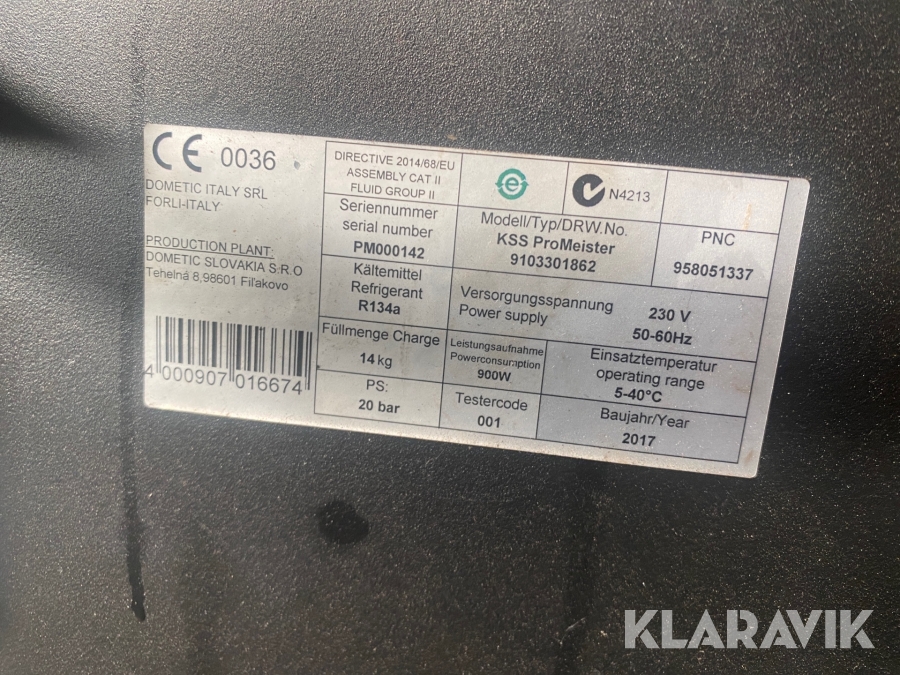 CE 0036
DOMETIC ITALY SRL
FORLI-ITALY
PRODUCTION PLANT:
DOMETIC SLOVAKIA S.R.O
Tehelná 8,98601 Fiľakovo
4 000907 016674
DIRECTIVE 2014/68/EU
ASSEMBLY CAT II
FLUID GROUP II
Seriennummer
serial number
PM000142
Kältemittel
Refrigerant
R134a
Füllmenge Charge
14 kg
PS:
20 bar
e
N4213
Modell/Typ/DRW.No.
KSS ProMeister
9103301862
PNC
958051337
Versorgungsspannung
Power supply
230 V
50-60Hz
Leistungsaufnahme
Powerconsumption
900W
Einsatztemperatur
operating range
5-40°C
Testercode
001
Baujahr/Year
2017
KLARAVIK